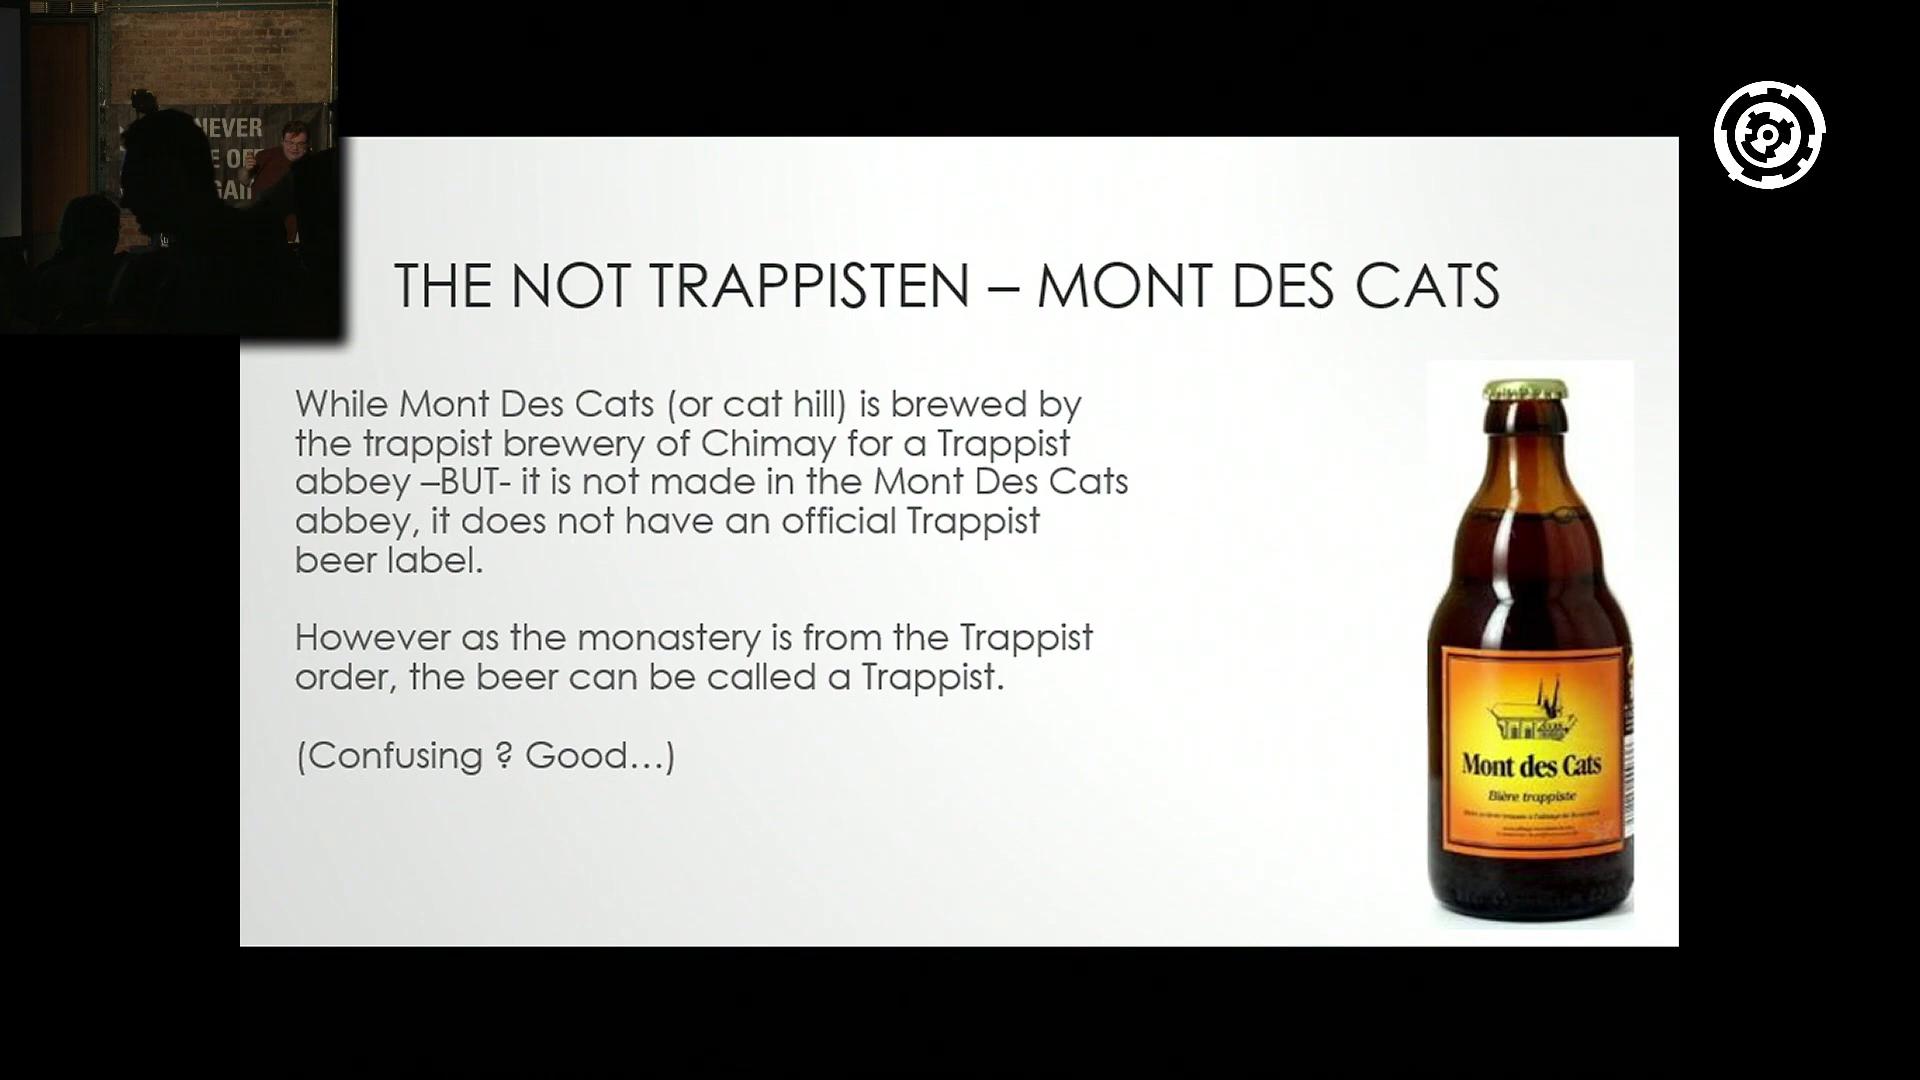 NEVER
E OFF
GAIN
THE NOT TRAPPISTEN – MONT DES CATS
While Mont Des Cats (or cat hill) is brewed by
the trappist brewery of Chimay for a Trappist
abbey –BUT- it is not made in the Mont Des Cats
abbey, it does not have an official Trappist
beer label.
However as the monastery is from the Trappist
order, the beer can be called a Trappist.
(Confusing ? Good…)
Mont des Cats
Bière trappiste